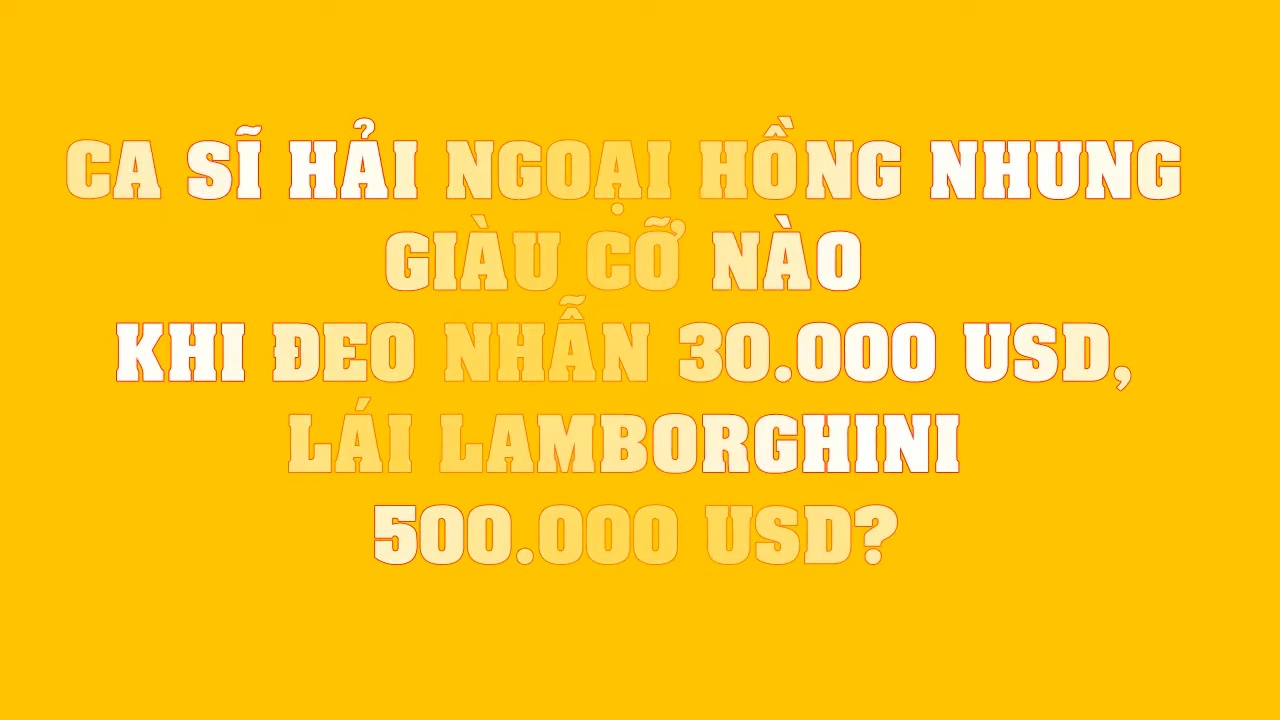 CA SĨ HẢI NGOẠI HỒNG NHUNG
GIÀU CỠ NÀO
KHI ĐEO NHẪN 30.000 USD,
LÁI LAMBORGHINI
500.000 USD?